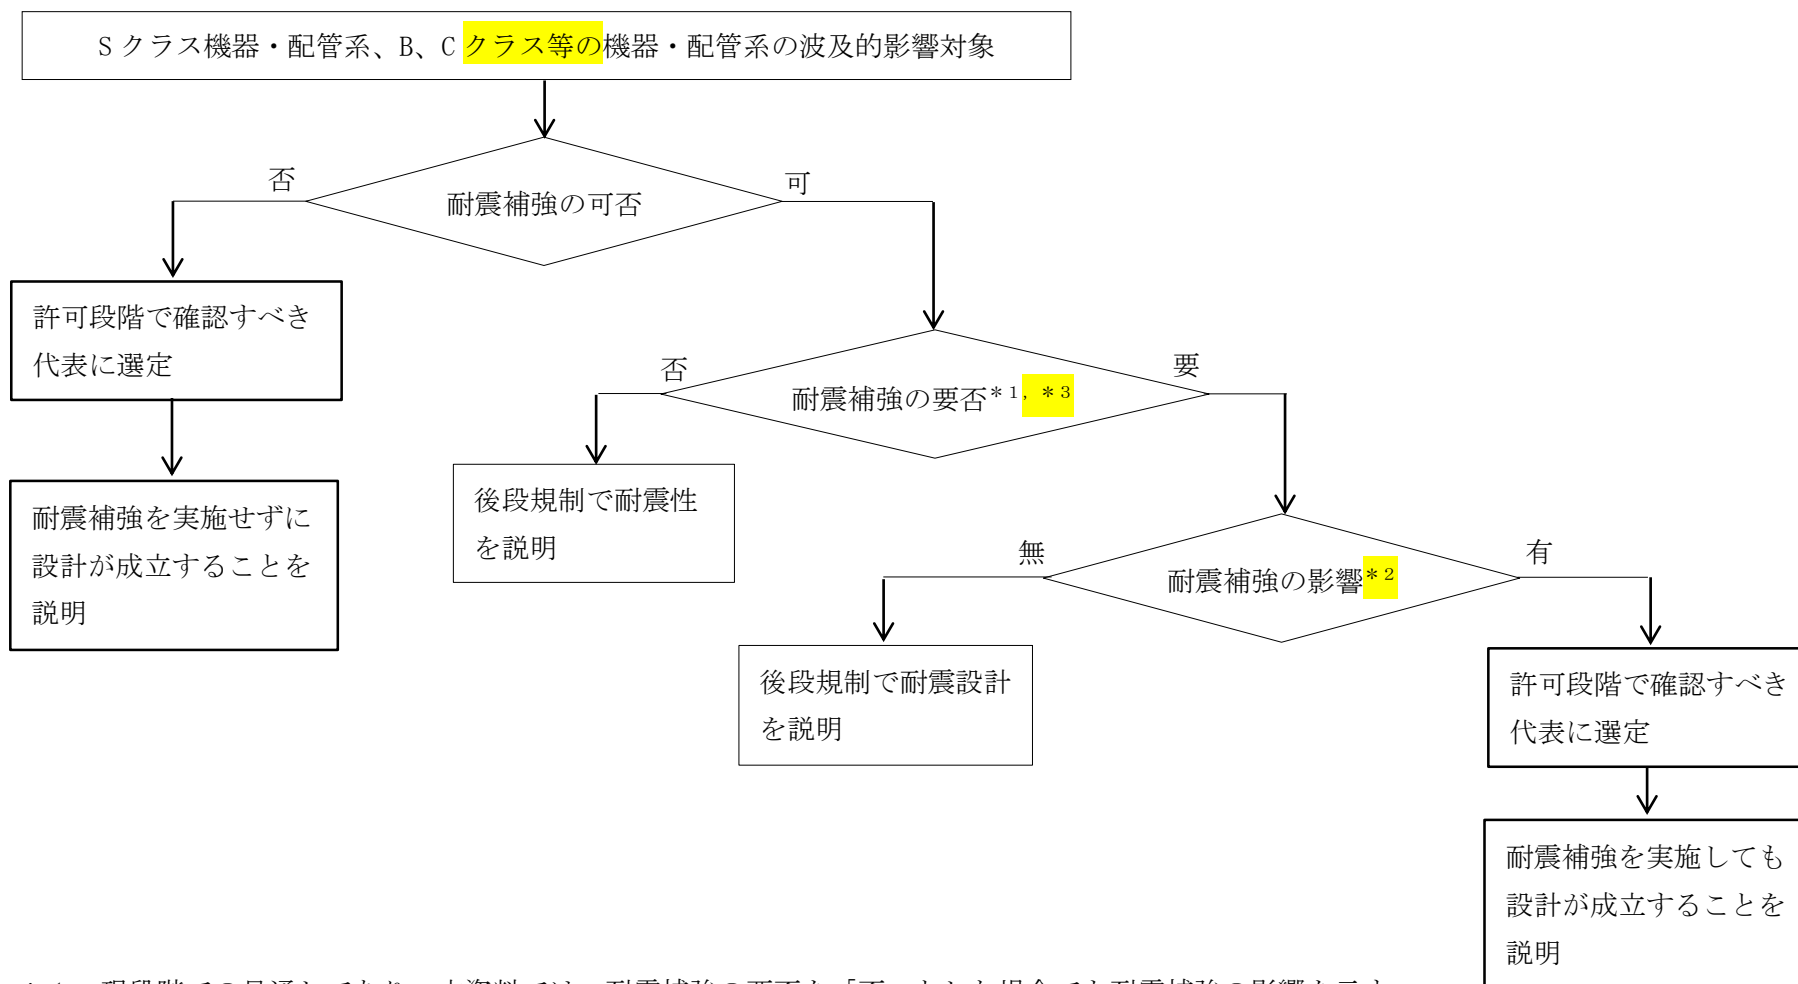 Sクラス機器・配管系、B、Cクラス等の機器・配管系の波及的影響対象
否
可
耐震補強の可否
許可段階で確認すべき
代表に選定
否
要
耐震補強の要否*1, *3
耐震補強を実施せずに
設計が成立することを
説明
後段規制で耐震性
を説明
無
有
耐震補強の影響*2
後段規制で耐震設計
を説明
許可段階で確認すべき
代表に選定
耐震補強を実施しても
設計が成立することを
説明